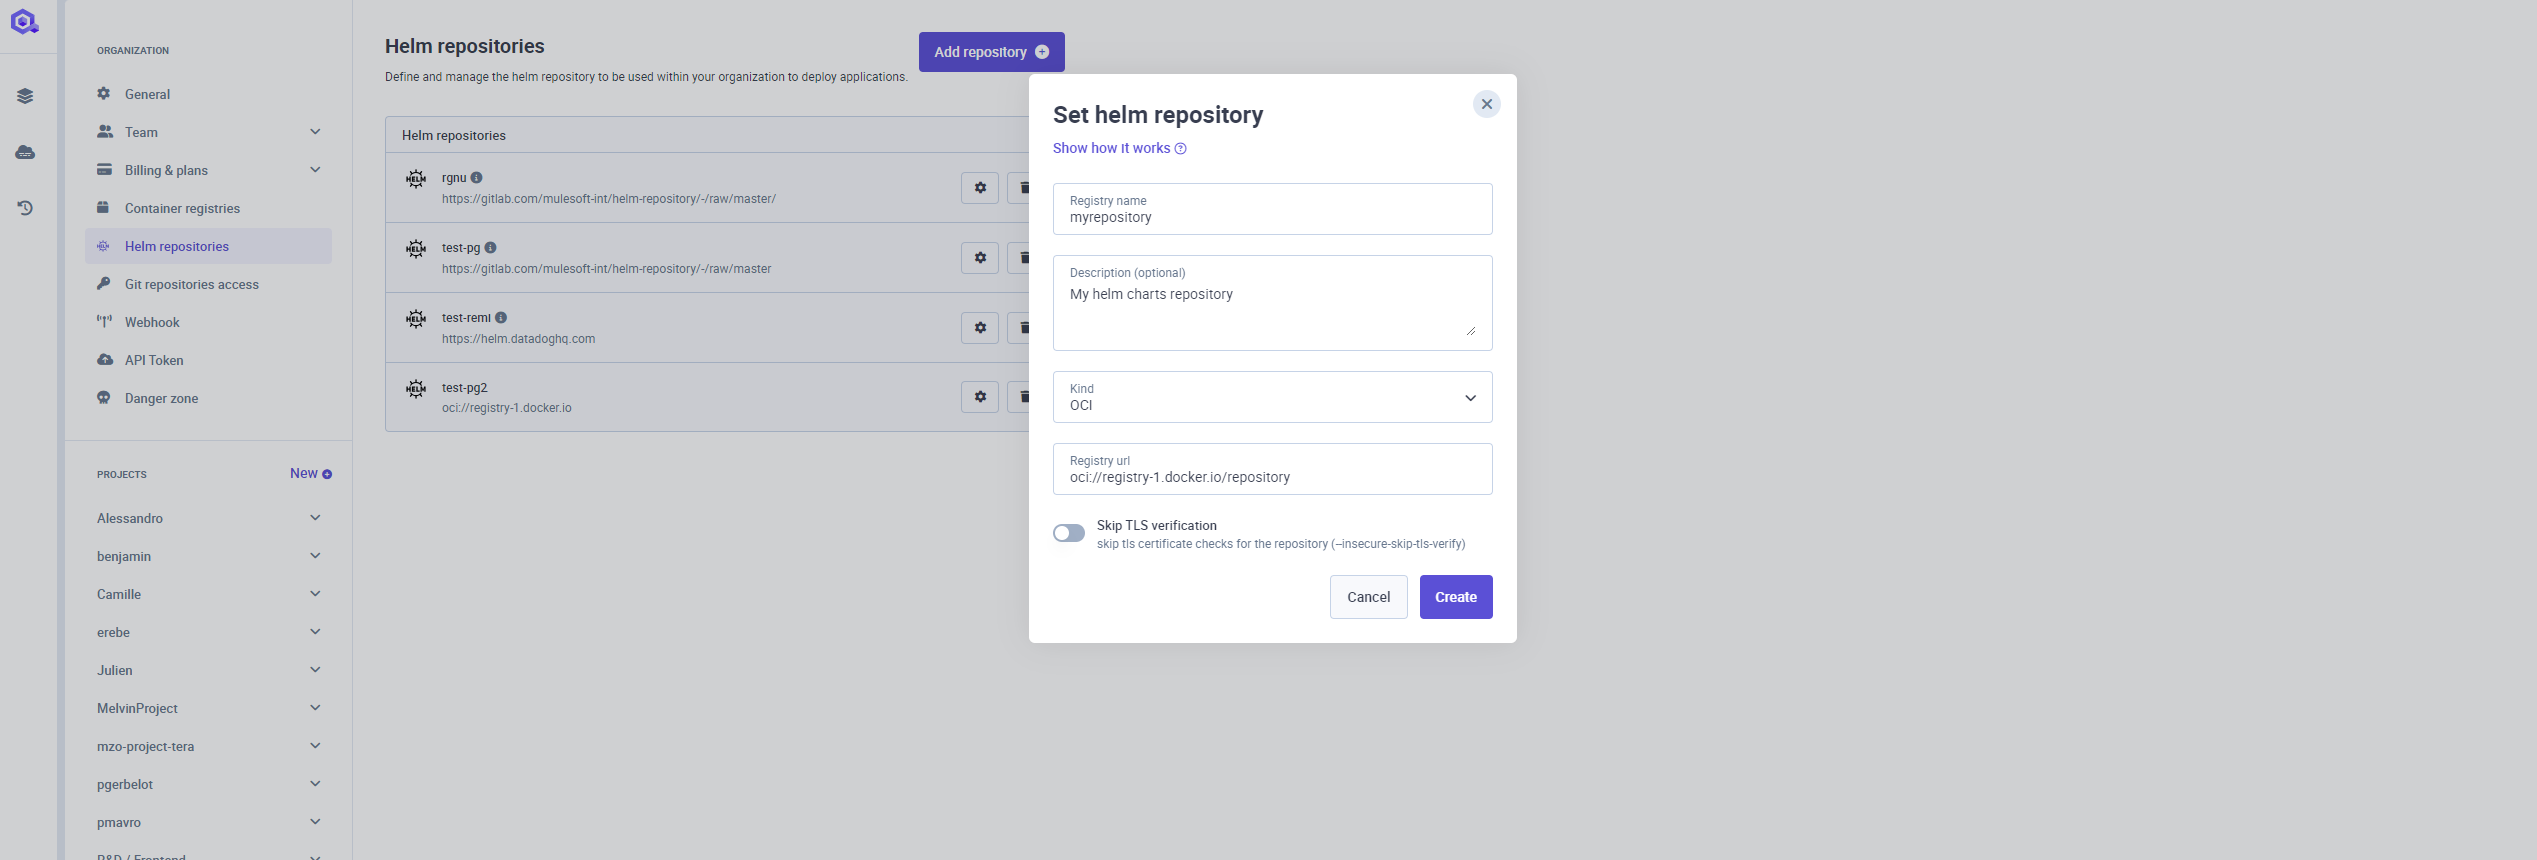 ORGANIZATION
General
Team
Billing & plans
Container registries
Helm repositories
Git repositories access
Webhook
API Token
Danger zone
PROJECTS
New
Alessandro
benjamin
Camille
erebe
Julien
MelvinProject
mzo-project-tera
pgerbelot
pmavro
R&D / Frontend
Helm repositories
Add repository
Define and manage the helm repository to be used within your organization to deploy applications.
Helm repositories
HELM
rgnu
https://gitlab.com/mulesoft-int/helm-repository/-/raw/master/
HELM
test-pg
https://gitlab.com/mulesoft-int/helm-repository/-/raw/master
HELM
test-remi
https://helm.datadoghq.com
HELM
test-pg2
oci://registry-1.docker.io
Set helm repository
Show how it works
Registry name
myrepository
Description (optional)
My helm charts repository
Kind
OCI
Registry url
oci://registry-1.docker.io/repository
Skip TLS verification
skip tls certificate checks for the repository (--insecure-skip-tls-verify)
Cancel
Create